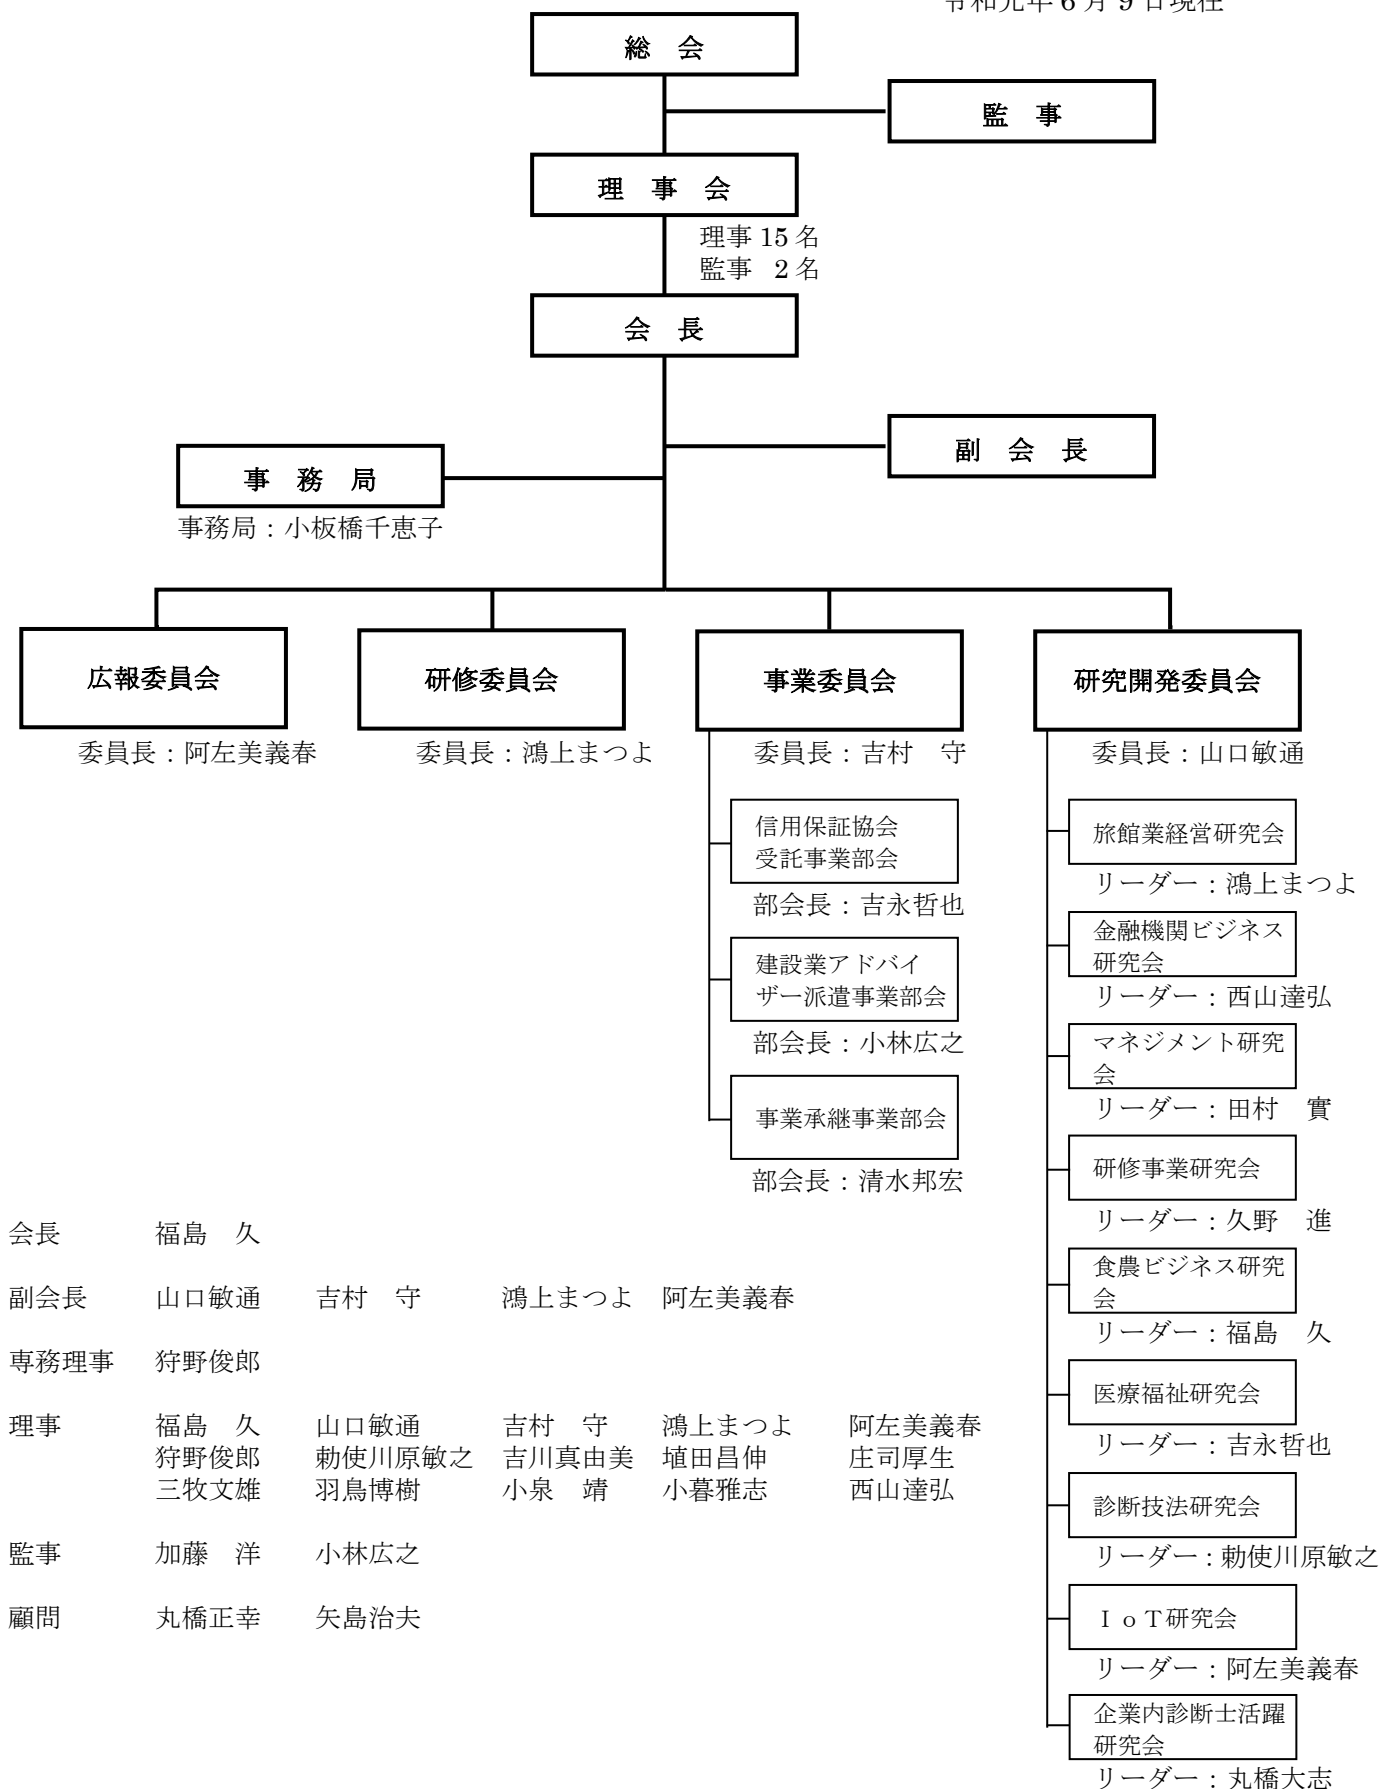 令和元年 6 月 9 日現在
総　会
監　事
理　事　会
理事 15 名
監事　2 名
会　長
副　会　長
事　務　局
事務局：小板橋千恵子
広報委員会
委員長：阿左美義春
研修委員会
委員長：鴻上まつよ
事業委員会
委員長：吉村　守
信用保証協会
受託事業部会
部会長：吉永哲也
建設業アドバイ
ザー派遣事業部会
部会長：小林広之
事業承継事業部会
部会長：清水邦宏
研究開発委員会
委員長：山口敏通
旅館業経営研究会
リーダー：鴻上まつよ
金融機関ビジネス
研究会
リーダー：西山達弘
マネジメント研究
会
リーダー：田村　實
研修事業研究会
リーダー：久野　進
食農ビジネス研究
会
リーダー：福島　久
医療福祉研究会
リーダー：吉永哲也
診断技法研究会
リーダー：勅使川原敏之
ＩｏＴ研究会
リーダー：阿左美義春
企業内診断士活躍
研究会
リーダー：丸橋大志
会長　福島　久
副会長　山口敏通　吉村　守　鴻上まつよ　阿左美義春
専務理事　狩野俊郎
理事　福島　久　山口敏通　吉村　守　鴻上まつよ　阿左美義春
狩野俊郎　勅使川原敏之　吉川真由美　埴田昌伸　庄司厚生
三牧文雄　羽鳥博樹　小泉　靖　小暮雅志　西山達弘
監事　加藤　洋　小林広之
顧問　丸橋正幸　矢島治夫